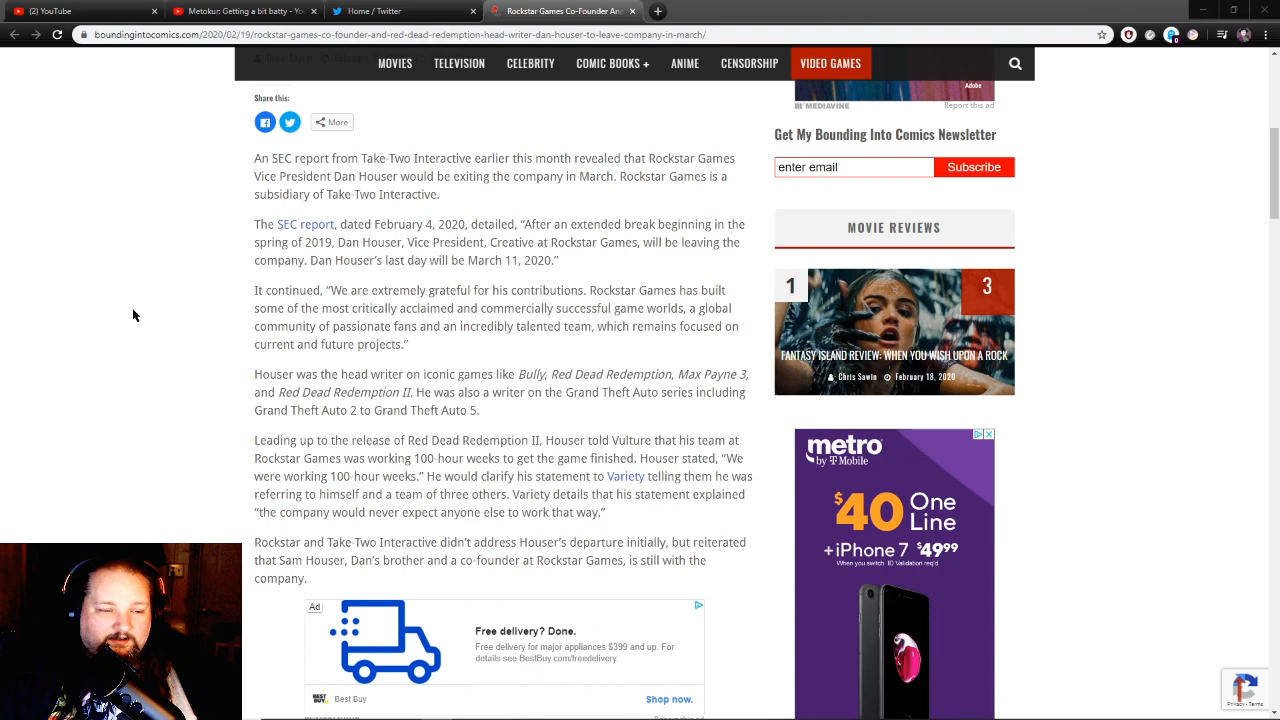 (2) YouTube
YouTube
(2) Home / Twitter
Rockstar Games Co-Founder And
boundingintocomics.com/2020/02/19/rockstar-games-co-founder-and-red-dead-redemption-head-writer-dan-houser-to-leave-company-in-march/
MOVIES TELEVISION CELEBRITY COMIC BOOKS + ANIME CENSORSHIP VIDEO GAMES
Share this:
More
An SEC report from Take-Two Interactive earlier this month revealed that Rockstar Games
Vice President Dan Houser would be exiting the company in March. Rockstar Games is a
subsidiary of Take-Two Interactive.
The SEC report, dated February 4, 2020, detailed, “After an extended break beginning in the
spring of 2019, Dan Houser, Vice President, Creative at Rockstar Games, will be leaving the
company. Dan Houser’s last day will be March 11, 2020.”
It continued, “We are extremely grateful for his contributions. Rockstar Games has built
some of the most critically acclaimed and commercially successful game worlds, a global
community of passionate fans and an incredibly talented team, which remains focused on
current and future projects.”
Houser was the head writer on iconic games like Bully, Red Dead Redemption, Max Payne 3,
and Red Dead Redemption II. He was also a writer on the Grand Theft Auto series including
Grand Theft Auto 2 to Grand Theft Auto 5.
Leading up to the release of Red Dead Redemption II, Houser told Vulture that his team at
Rockstar Games was working 100-hour weeks to get the game finished. Houser stated, “We
were working 100-hour weeks.” He would clarify his statement to Variety telling them he was
referring to himself and a team of three others. Variety details that his statement explained
“the company would never expect anyone else to work that way.”
Rockstar and Take-Two Interactive didn’t address Houser’s departure initially, but reiterated
that Sam Houser, Dan’s brother and a co-founder at Rockstar Games, is still with the
company.
Ad
Free delivery? Done.
Free delivery for major appliances $399 and up. For
details see BestBuy.com/freedelivery.
BEST BUY
Best Buy
Shop now.
Adobe
MEDIAVINE
Report this ad
Get My Bounding Into Comics Newsletter
enter email
Subscribe
MOVIE REVIEWS
1
3
FANTASY ISLAND REVIEW: WHEN YOU WISH UPON A ROCK
Chris Sawin February 18, 2020
metro
by T Mobile
$40 One
Line
+iPhone 7 $49⁹⁹
When you switch. ID Validation req'd.
Privacy - Terms